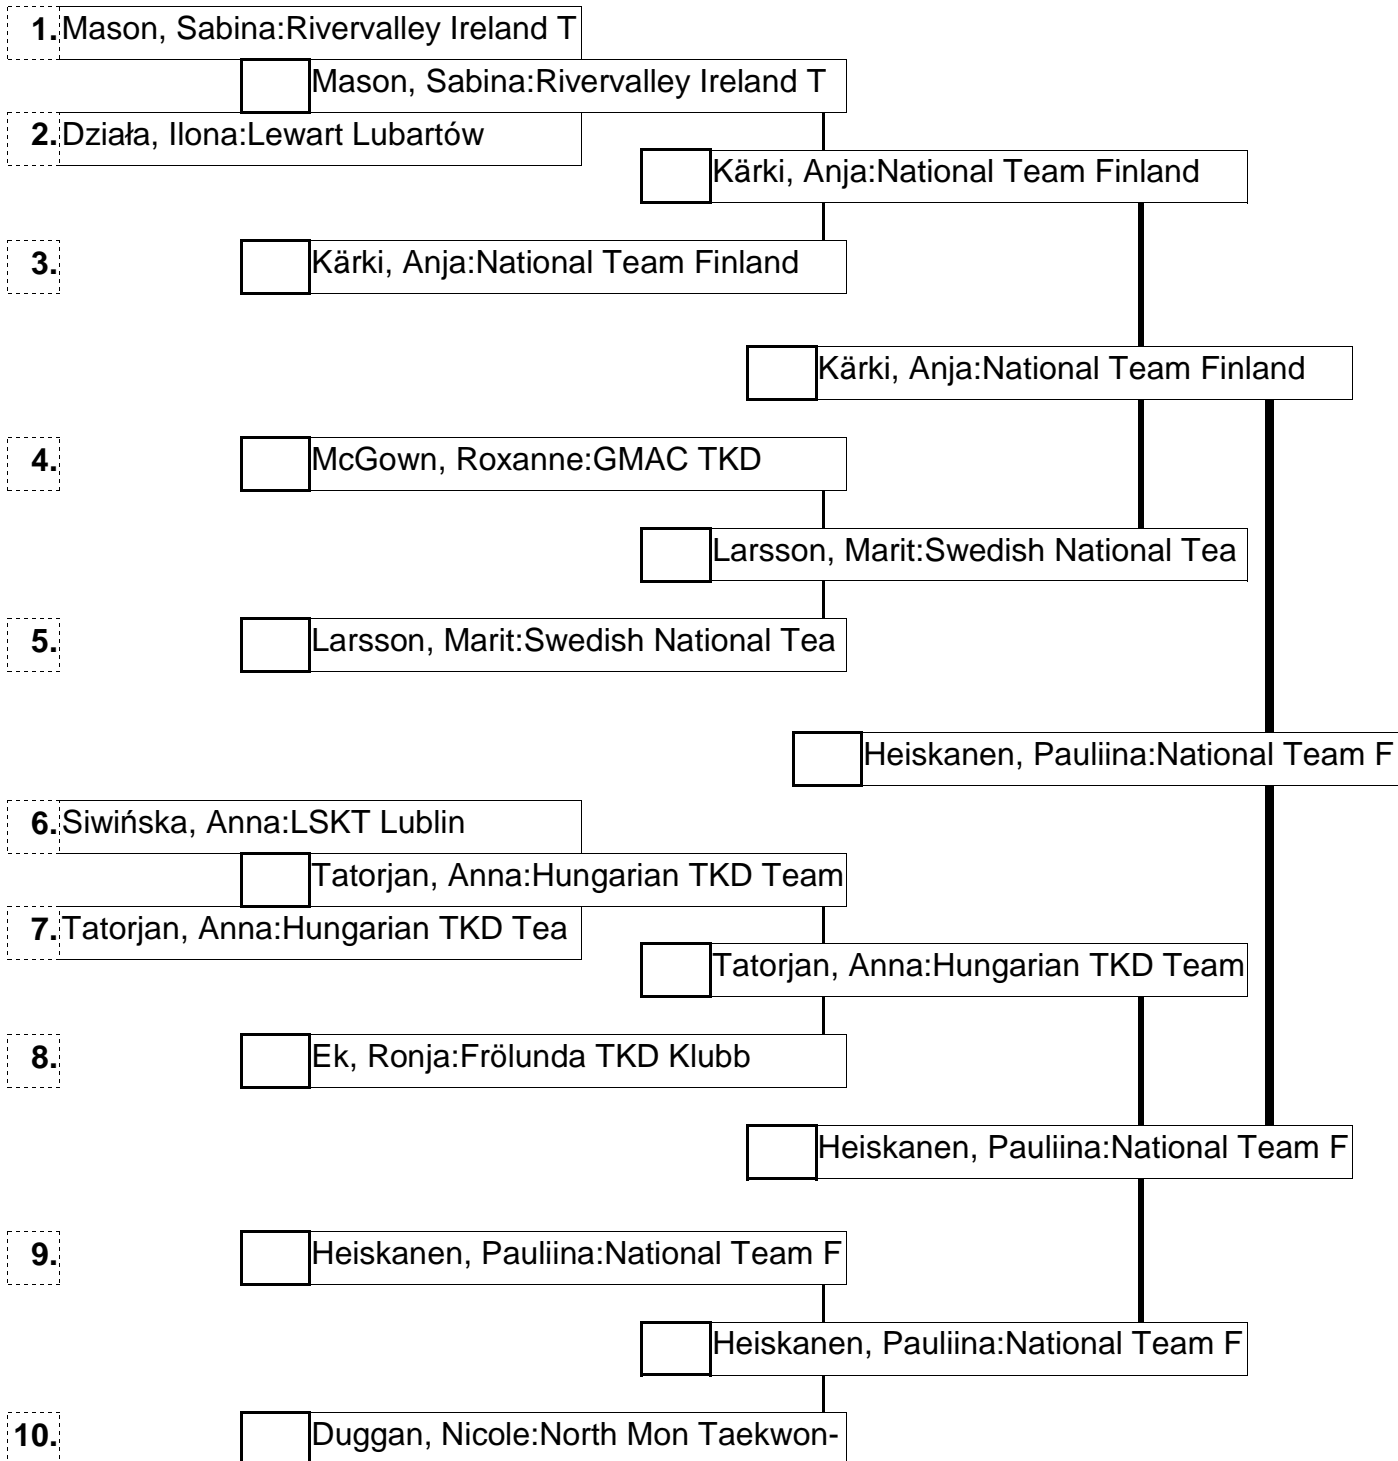 1. Mason, Sabina:Rivervalley Ireland T
Mason, Sabina:Rivervalley Ireland T
2. Działa, Ilona:Lewart Lubartów
Kärki, Anja:National Team Finland
3. Kärki, Anja:National Team Finland
Kärki, Anja:National Team Finland
4. McGown, Roxanne:GMAC TKD
Larsson, Marit:Swedish National Tea
5. Larsson, Marit:Swedish National Tea
Heiskanen, Pauliina:National Team F
6. Siwińska, Anna:LSKT Lublin
Tatorjan, Anna:Hungarian TKD Team
7. Tatorjan, Anna:Hungarian TKD Tea
Tatorjan, Anna:Hungarian TKD Team
8. Ek, Ronja:Frölunda TKD Klubb
Heiskanen, Pauliina:National Team F
9. Heiskanen, Pauliina:National Team F
Heiskanen, Pauliina:National Team F
10. Duggan, Nicole:North Mon Taekwon-